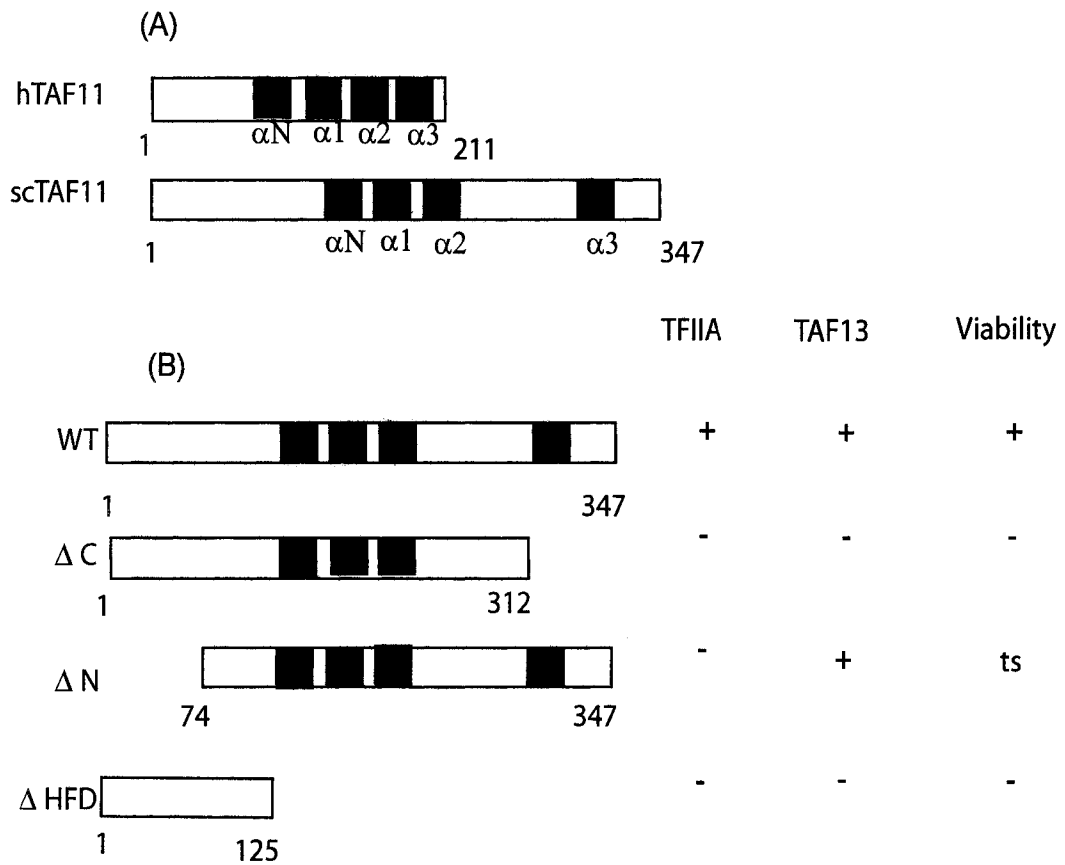 (A)
hTAF11
αN α1 α2 α3
1 211
scTAF11
αN α1 α2 α3
1 347
TFIIA TAF13 Viability
(B)
WT + + +
1 347
Δ C - - -
1 312
Δ N - + ts
74 347
Δ HFD - - -
1 125